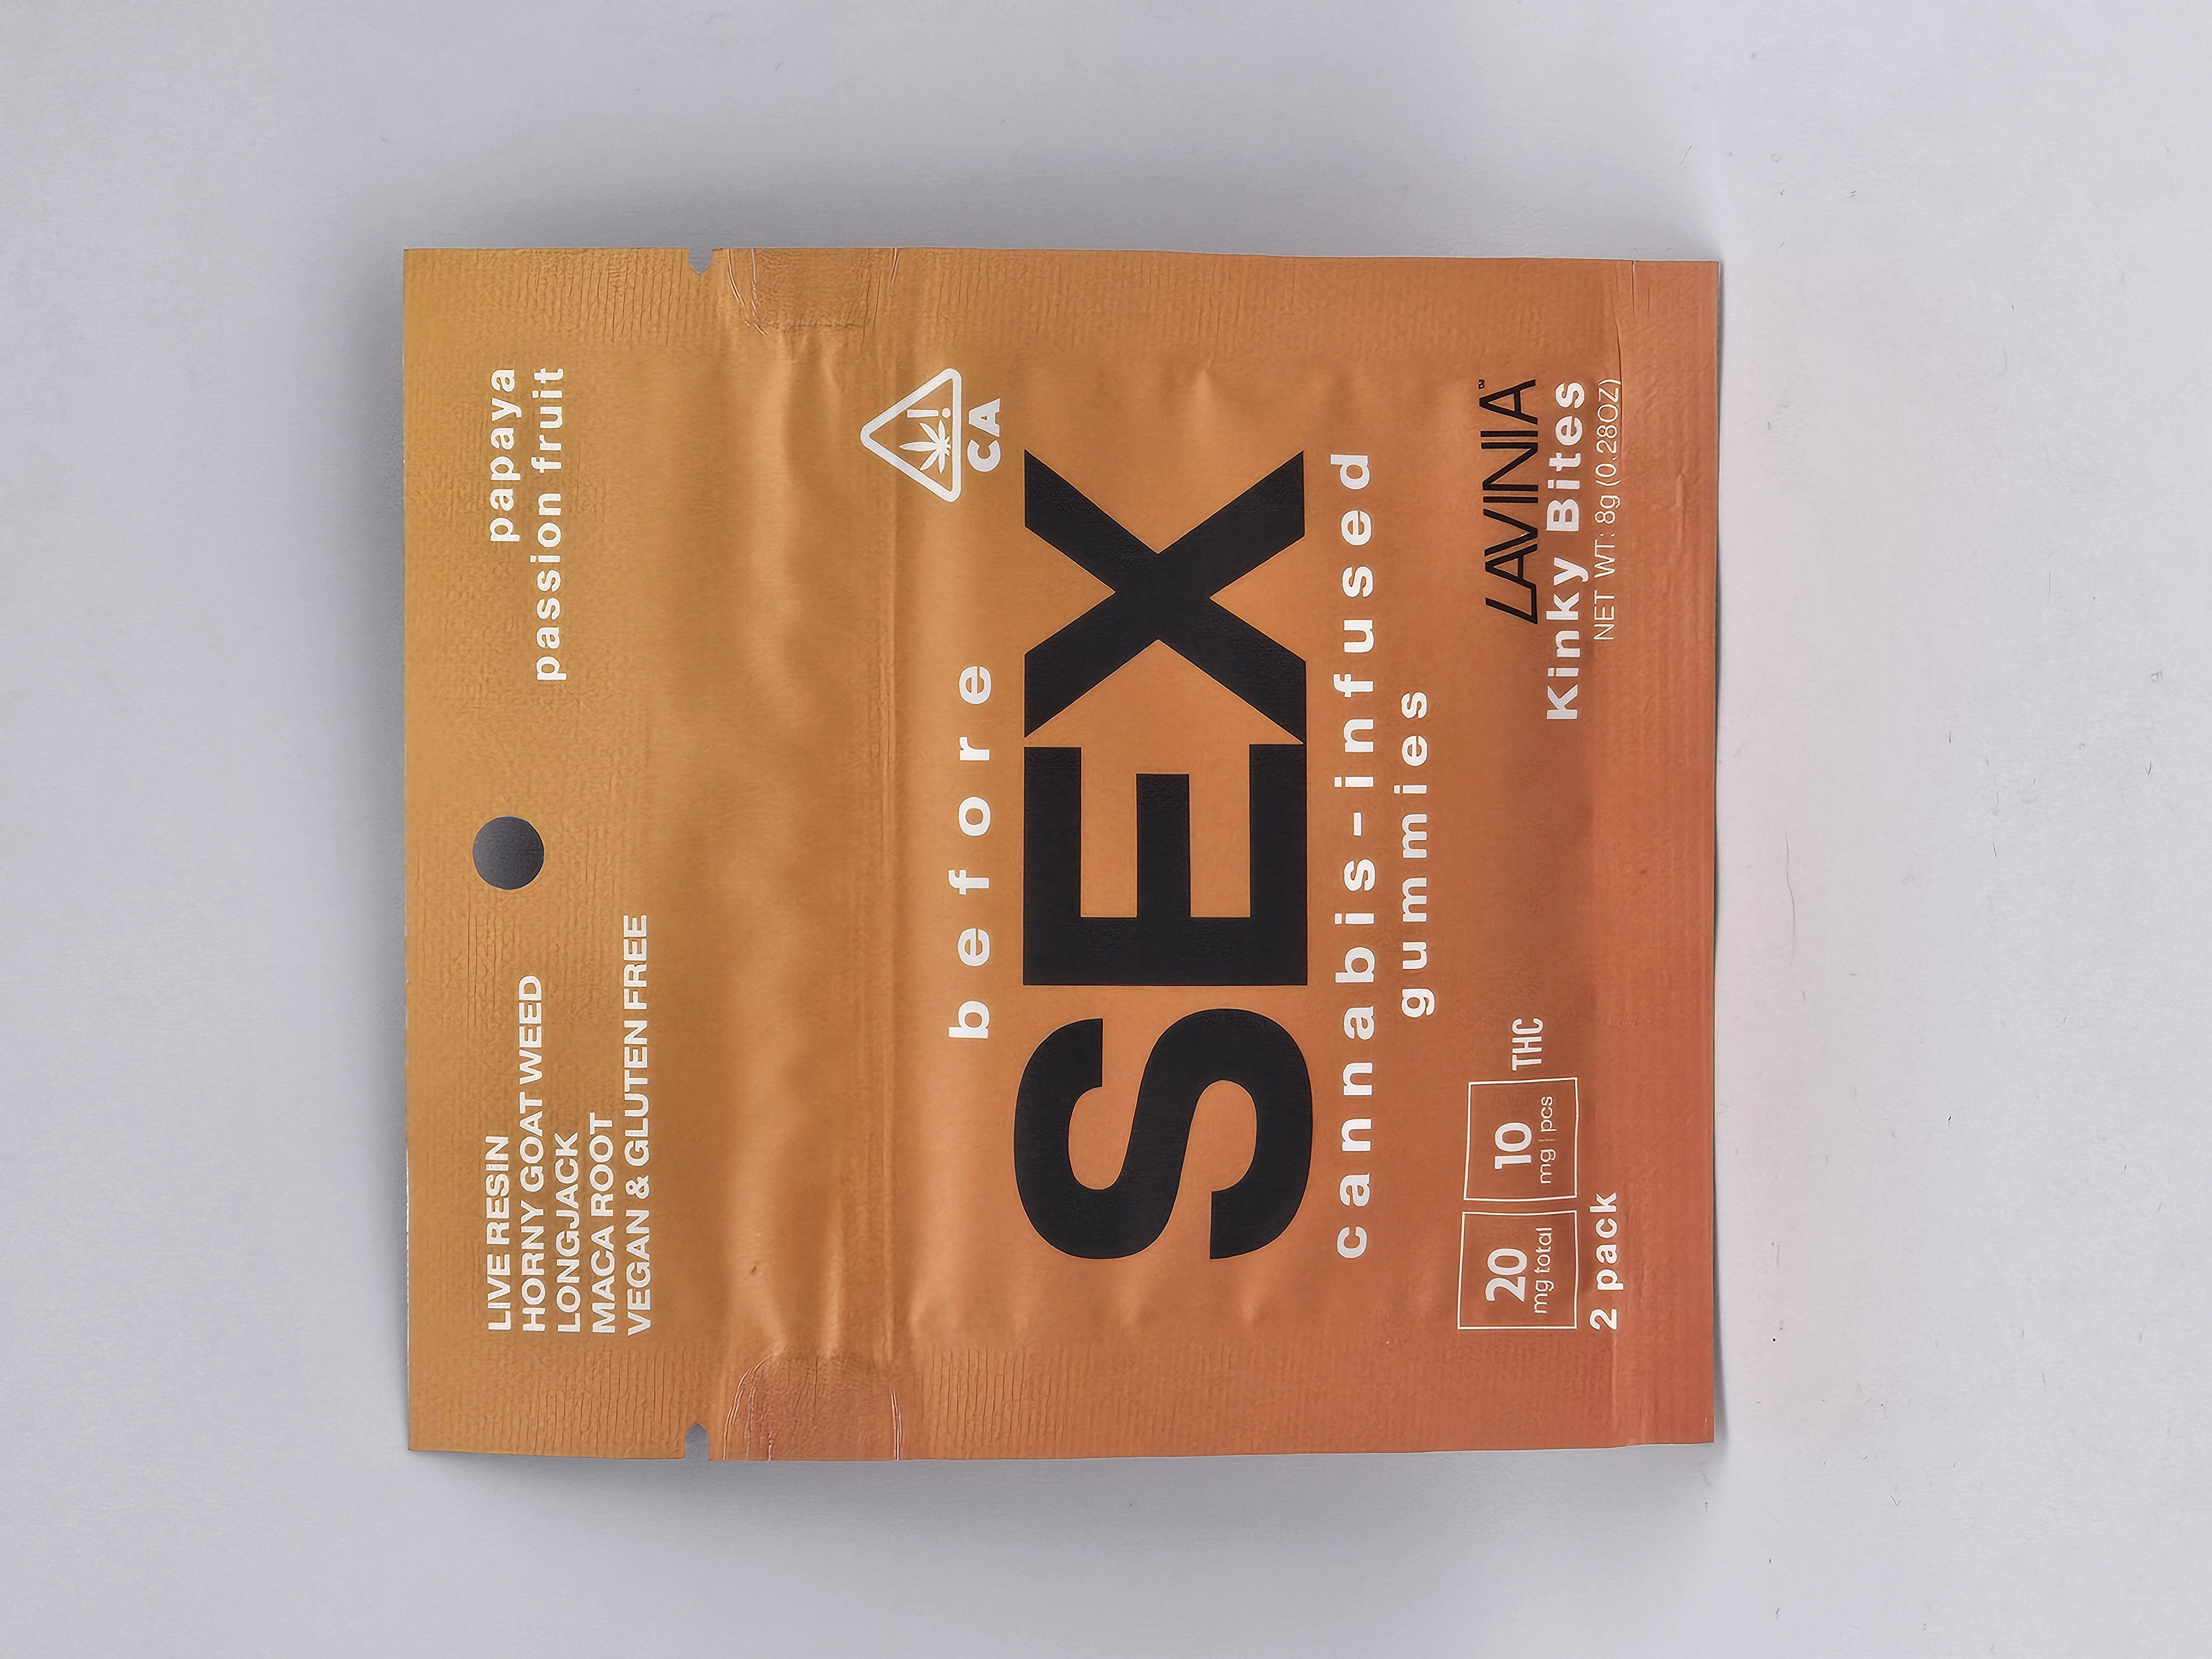 LIVE RESIN
HORNY GOAT WEED
LONGJACK
MACA ROOT
VEGAN & GLUTEN FREE
papaya
passion fruit
CA
before
SEX
cannabis-infused
gummies
20
mg total
10
mg | pcs
THC
2 pack
LAVINIA
Kinky Bites
NET WT: 8g (0.28OZ)